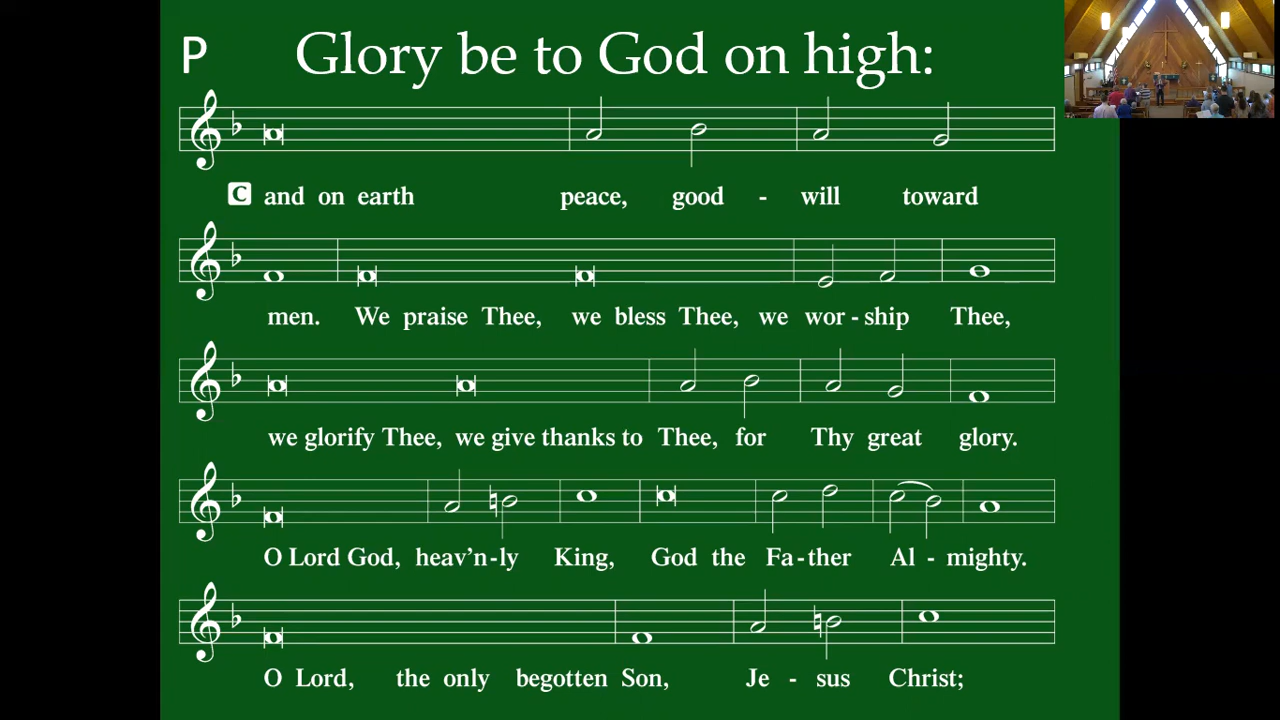 P Glory be to God on high:
C and on earth peace, good - will toward
men. We praise Thee, we bless Thee, we wor - ship Thee,
we glorify Thee, we give thanks to Thee, for Thy great glory.
O Lord God, heav’n - ly King, God the Fa - ther Al - mighty.
O Lord, the only begotten Son, Je - sus Christ;